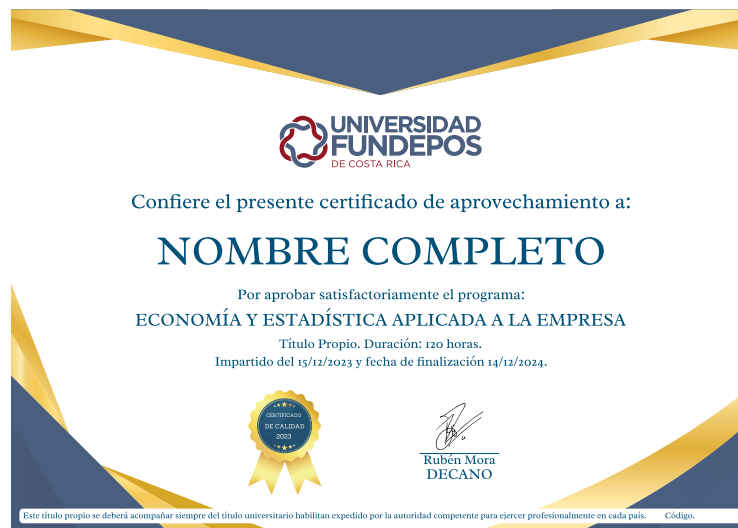 UNIVERSIDAD
FUNDEPOS
DE COSTA RICA
Confiere el presente certificado de aprovechamiento a:
NOMBRE COMPLETO
Por aprobar satisfactoriamente el programa:
ECONOMÍA Y ESTADÍSTICA APLICADA A LA EMPRESA
Título Propio. Duración: 120 horas.
Impartido del 15/12/2023 y fecha de finalización 14/12/2024.
CERTIFICADO
DE CALIDAD
2023
Rubén Mora
DECANO
Este título propio se deberá acompañar siempre del título universitario habilitan expedido por la autoridad competente para ejercer profesionalmente en cada país. Código.